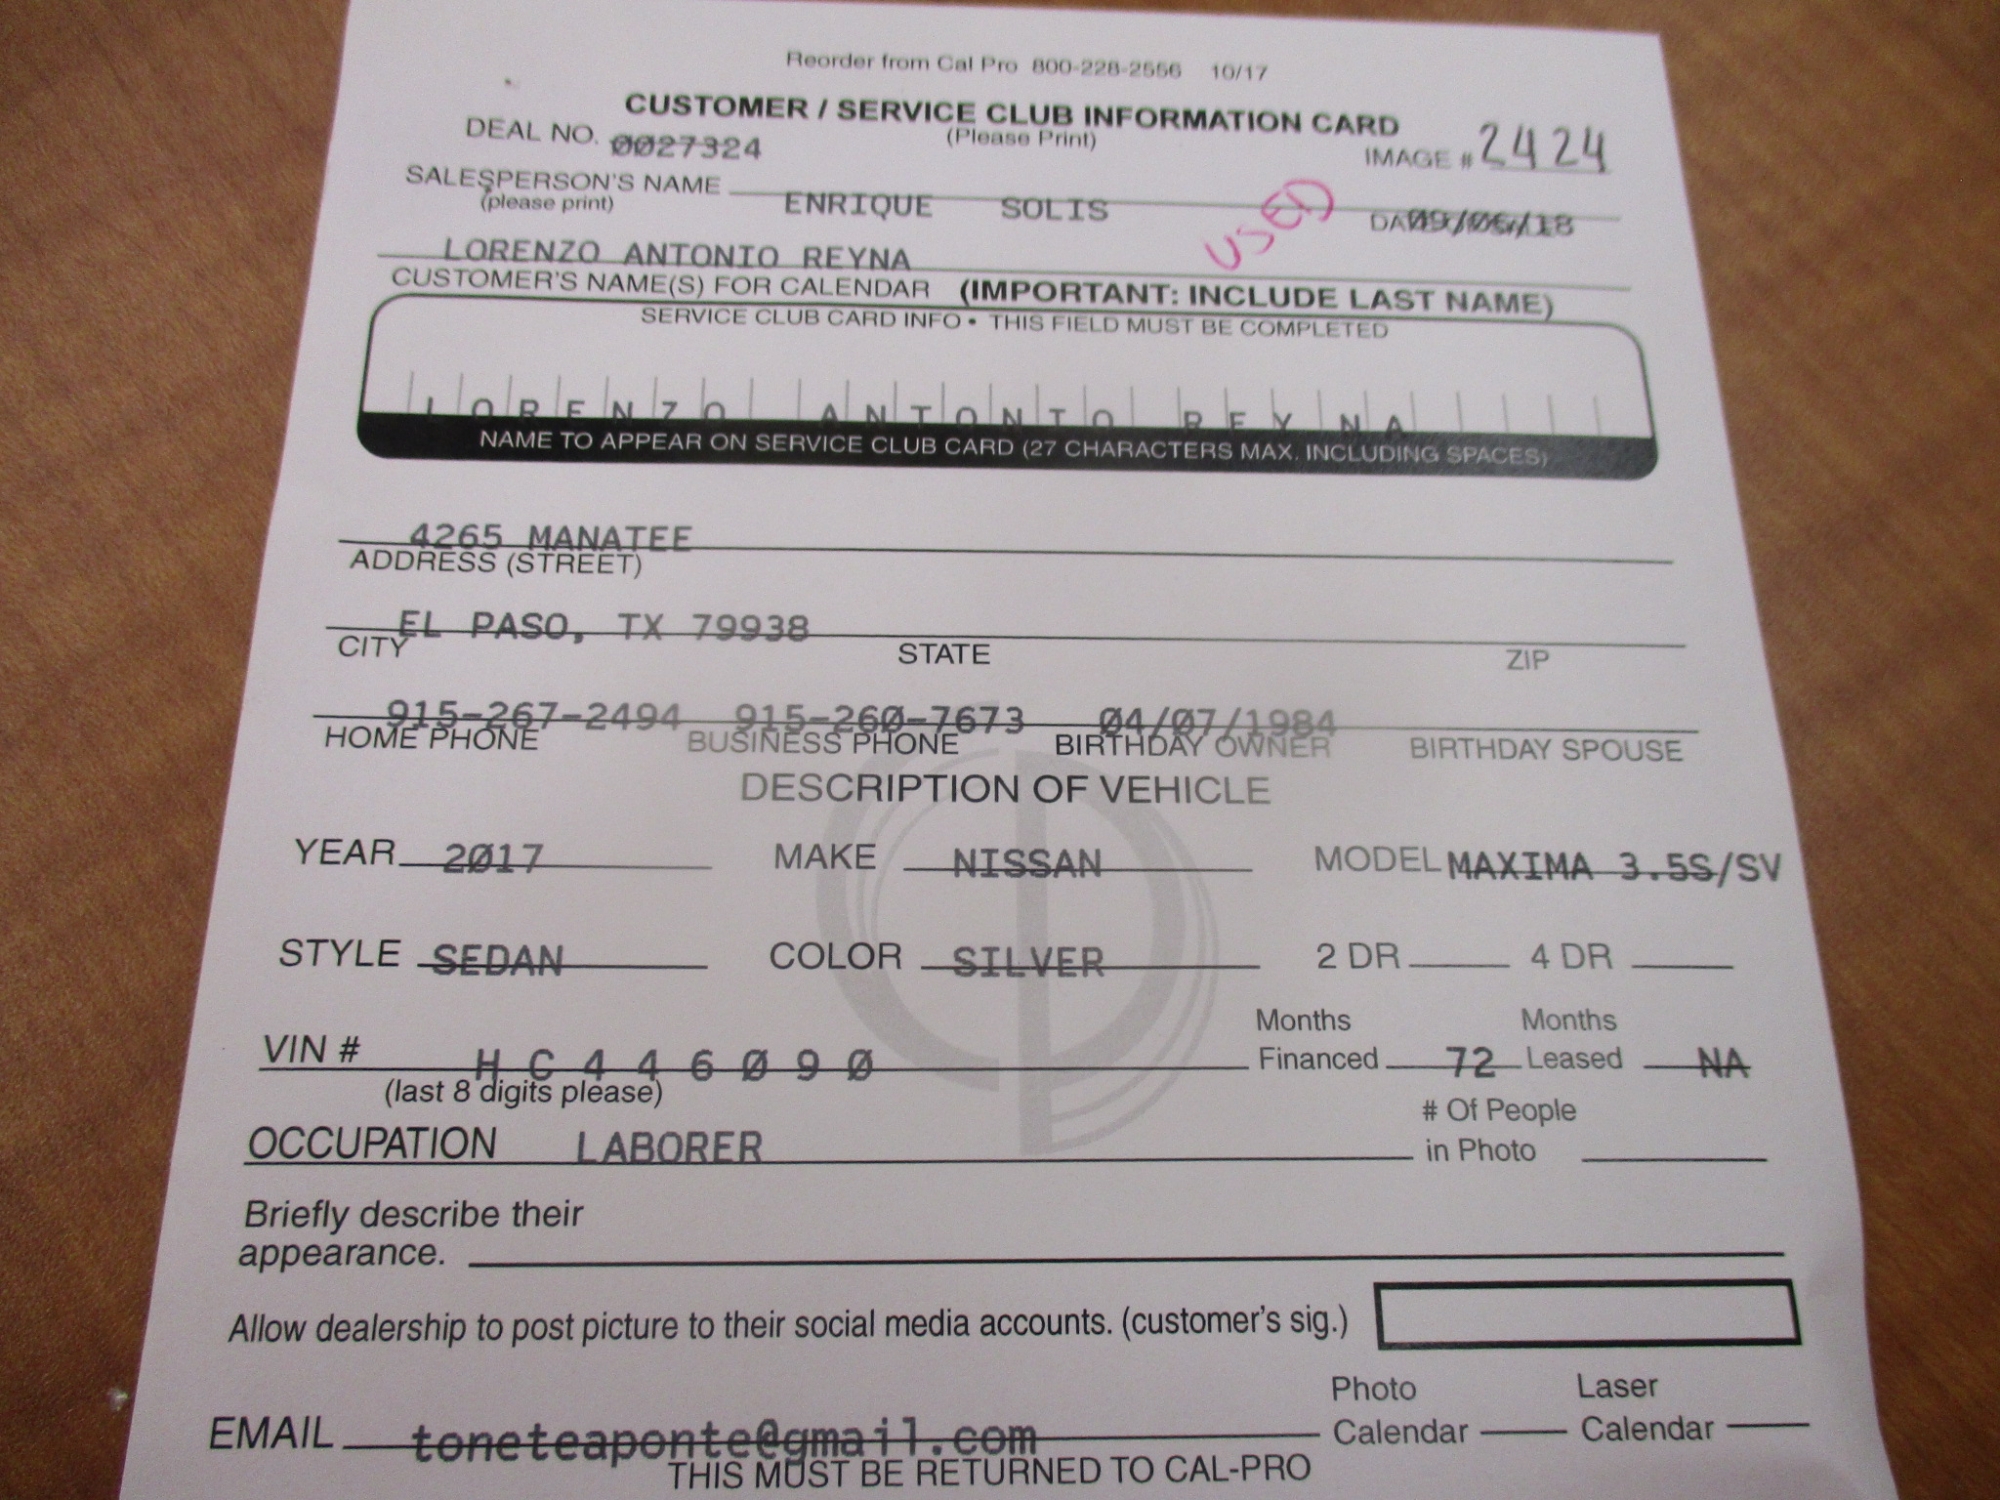 Reorder from Cal Pro 800-228-2556 10/17
CUSTOMER / SERVICE CLUB INFORMATION CARD
(Please Print)
DEAL NO. 0027324
IMAGE # 2424
SALESPERSON'S NAME ENRIQUE SOLIS
(please print)
USED
DA 09/06/18
LORENZO ANTONIO REYNA
CUSTOMER'S NAME(S) FOR CALENDAR (IMPORTANT: INCLUDE LAST NAME)
SERVICE CLUB CARD INFO • THIS FIELD MUST BE COMPLETED
LORENZO ANTONIO REYNA
NAME TO APPEAR ON SERVICE CLUB CARD (27 CHARACTERS MAX. INCLUDING SPACES)
4265 MANATEE
ADDRESS (STREET)
EL PASO, TX 79938
CITY STATE ZIP
915-267-2494 915-260-7673 04/07/1984
HOME PHONE BUSINESS PHONE BIRTHDAY OWNER BIRTHDAY SPOUSE
DESCRIPTION OF VEHICLE
YEAR 2017 MAKE NISSAN MODEL MAXIMA 3.5S/SV
STYLE SEDAN COLOR SILVER 2 DR 4 DR
Months Months
VIN # HC446090 Financed 72 Leased NA
(last 8 digits please)
# Of People
OCCUPATION LABORER in Photo
Briefly describe their
appearance.
Allow dealership to post picture to their social media accounts. (customer's sig.)
Photo Laser
EMAIL toneteaponte@gmail.com Calendar Calendar
THIS MUST BE RETURNED TO CAL-PRO